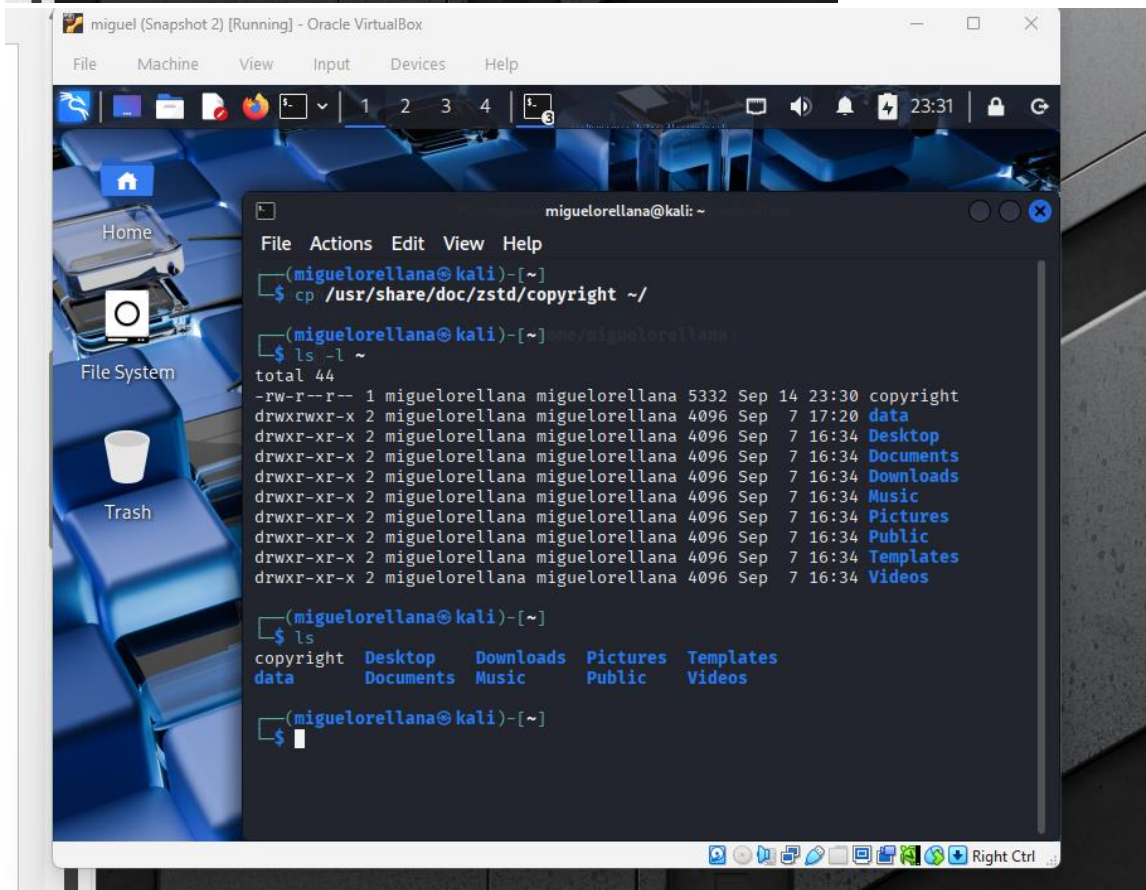 miguel (Snapshot 2) [Running] - Oracle VirtualBox
File Machine View Input Devices Help
1 2 3 4 3 23:31
Home
File System
Trash
miguelorellana@kali: ~
File Actions Edit View Help
┌──(miguelorellana㉿kali)-[~]
└─$ cp /usr/share/doc/zstd/copyright ~/
┌──(miguelorellana㉿kali)-[~]
└─$ ls -l ~
total 44
-rw-r--r-- 1 miguelorellana miguelorellana 5332 Sep 14 23:30 copyright
drwxrwxr-x 2 miguelorellana miguelorellana 4096 Sep  7 17:20 data
drwxr-xr-x 2 miguelorellana miguelorellana 4096 Sep  7 16:34 Desktop
drwxr-xr-x 2 miguelorellana miguelorellana 4096 Sep  7 16:34 Documents
drwxr-xr-x 2 miguelorellana miguelorellana 4096 Sep  7 16:34 Downloads
drwxr-xr-x 2 miguelorellana miguelorellana 4096 Sep  7 16:34 Music
drwxr-xr-x 2 miguelorellana miguelorellana 4096 Sep  7 16:34 Pictures
drwxr-xr-x 2 miguelorellana miguelorellana 4096 Sep  7 16:34 Public
drwxr-xr-x 2 miguelorellana miguelorellana 4096 Sep  7 16:34 Templates
drwxr-xr-x 2 miguelorellana miguelorellana 4096 Sep  7 16:34 Videos
┌──(miguelorellana㉿kali)-[~]
└─$ ls
copyright Desktop Downloads Pictures Templates
data Documents Music Public Videos
┌──(miguelorellana㉿kali)-[~]
└─$
Right Ctrl